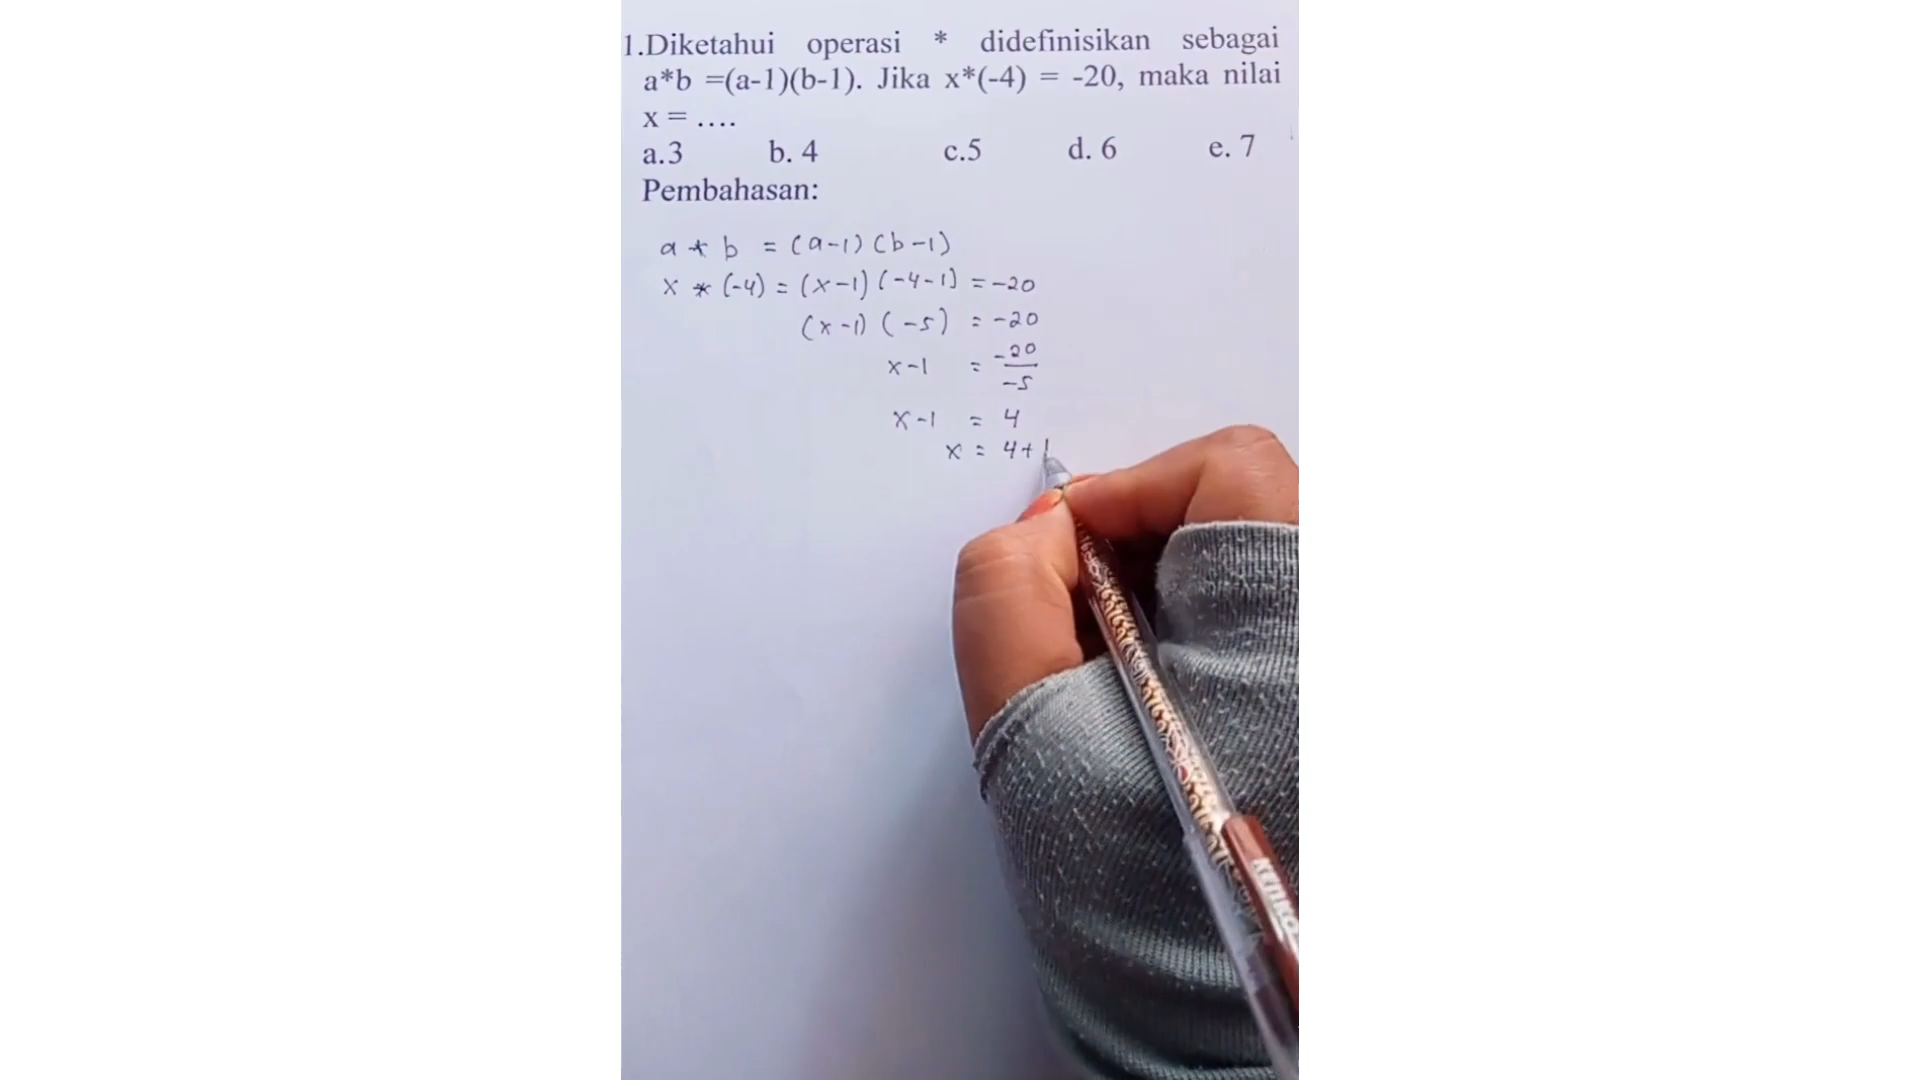 1.Diketahui operasi * didefinisikan sebagai
a*b =(a-1)(b-1). Jika x*(-4) = -20, maka nilai
x = ....
a.3 b. 4 c.5 d. 6 e. 7
Pembahasan:
a * b = (a-1) (b-1)
x * (-4) = (x-1) (-4-1) = -20
(x-1) (-5) = -20
x-1 = -20/-5
x-1 = 4
x = 4+1
KENKO